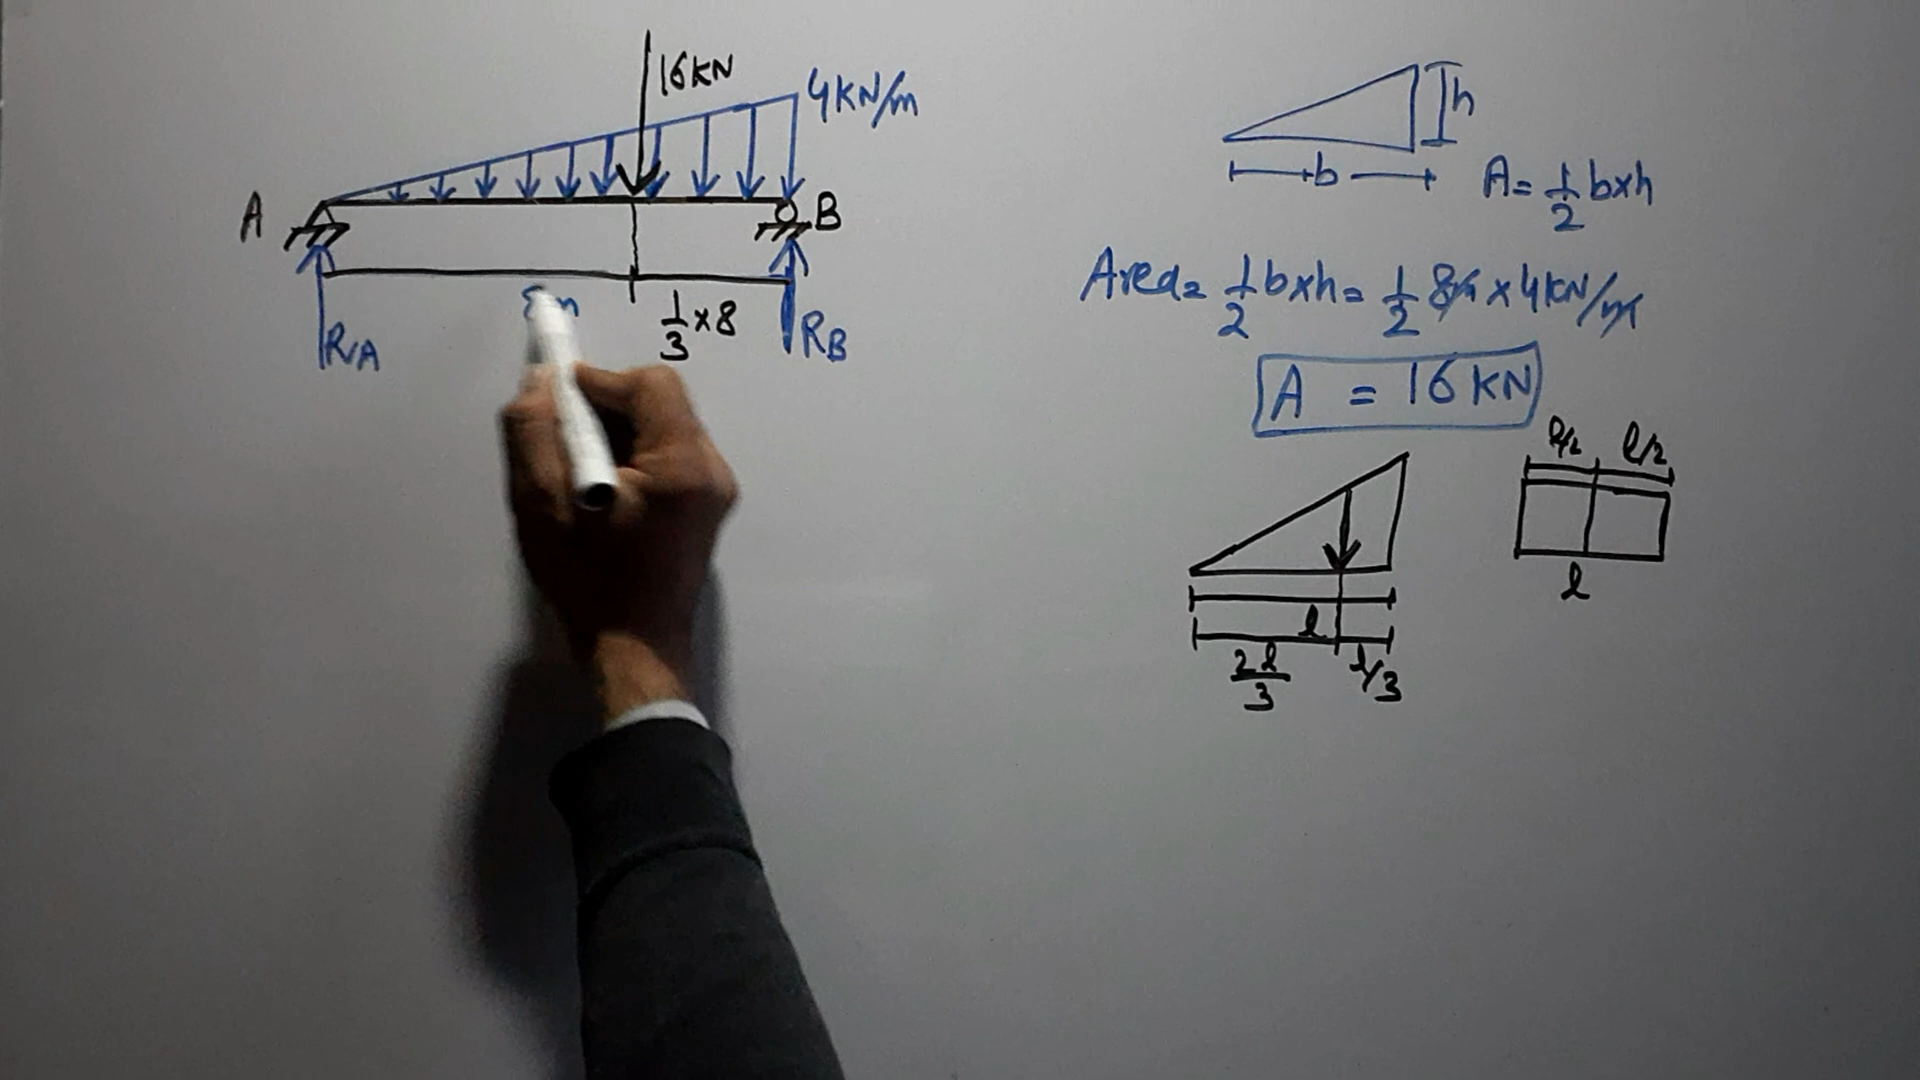 16KN
4KN/m
A
B
1/3 × 8
RA
RB
h
b
A = 1/2 b×h
Area = 1/2 b×h = 1/2 8m × 4KN/m
A = 16 KN
l/2 l/2
l
l
2l/3 l/3